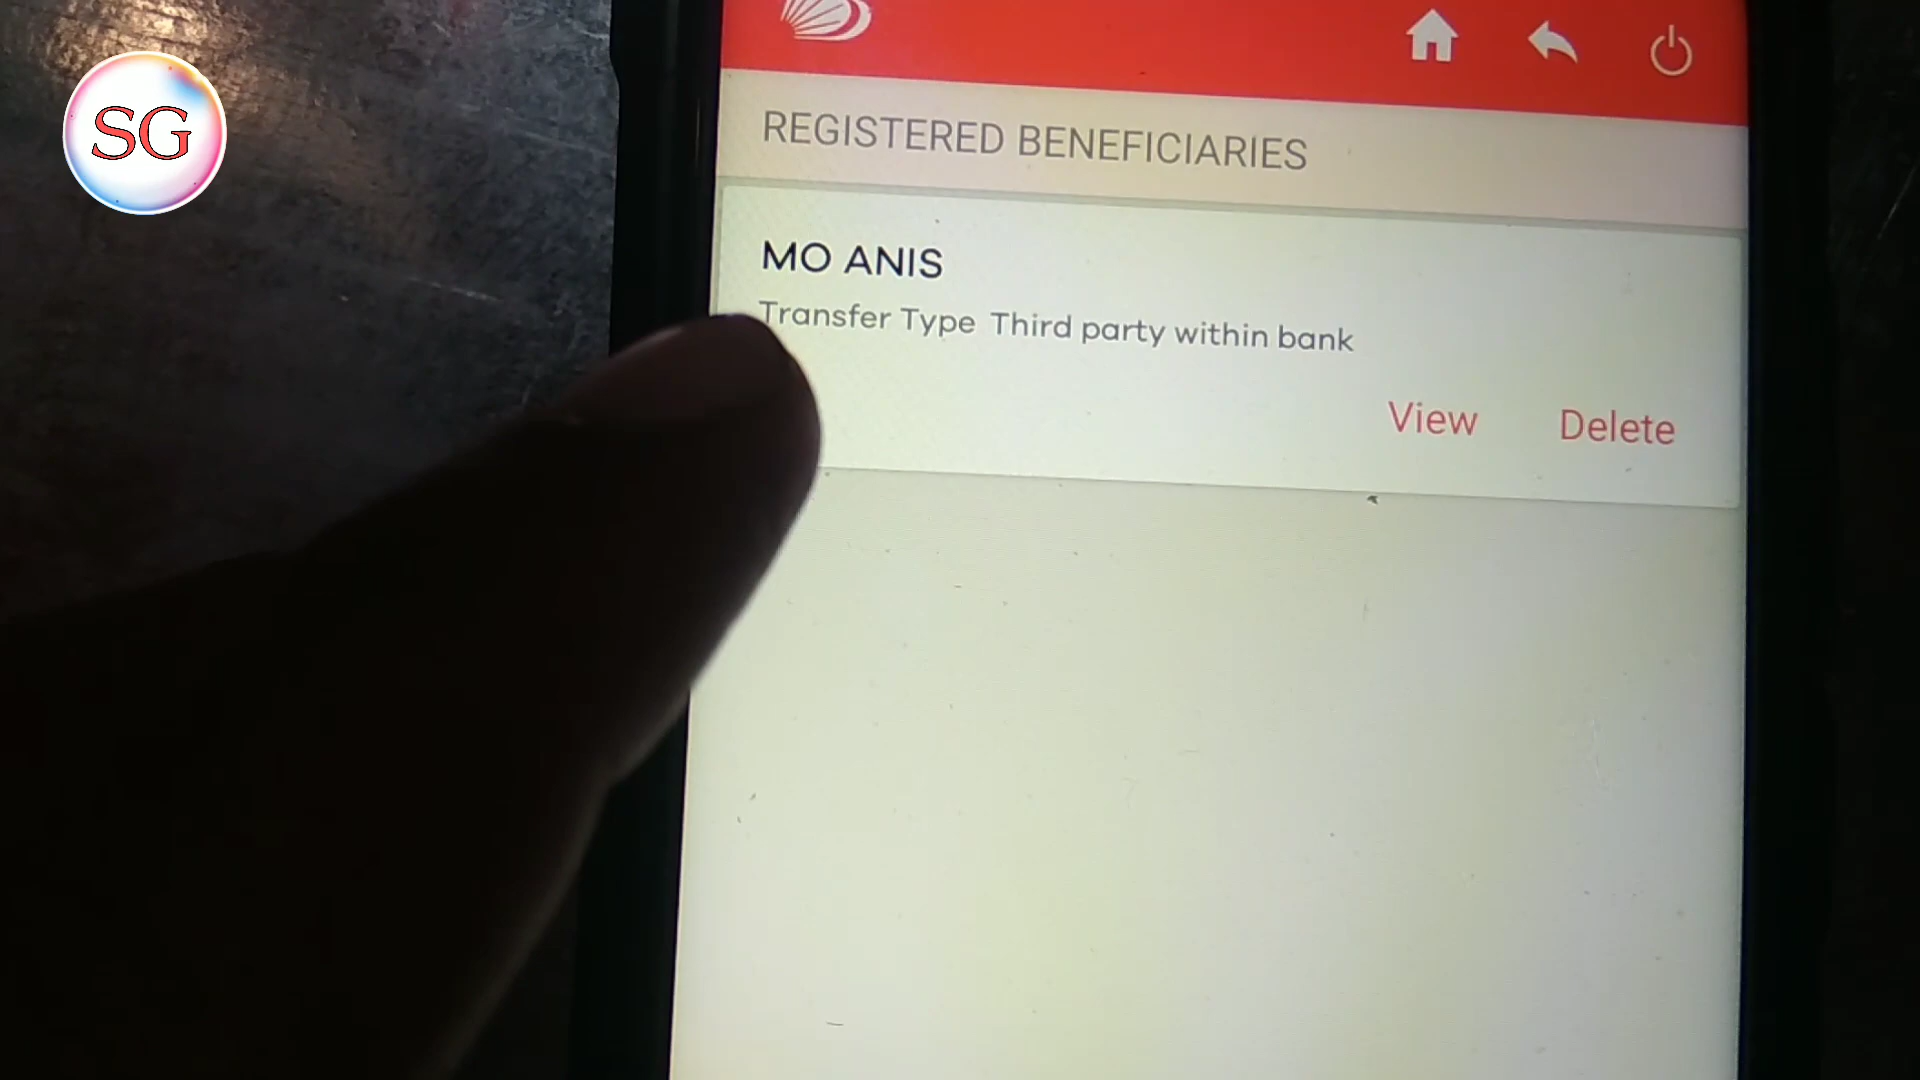 SG
REGISTERED BENEFICIARIES
MO ANIS
Transfer Type Third party within bank
View Delete